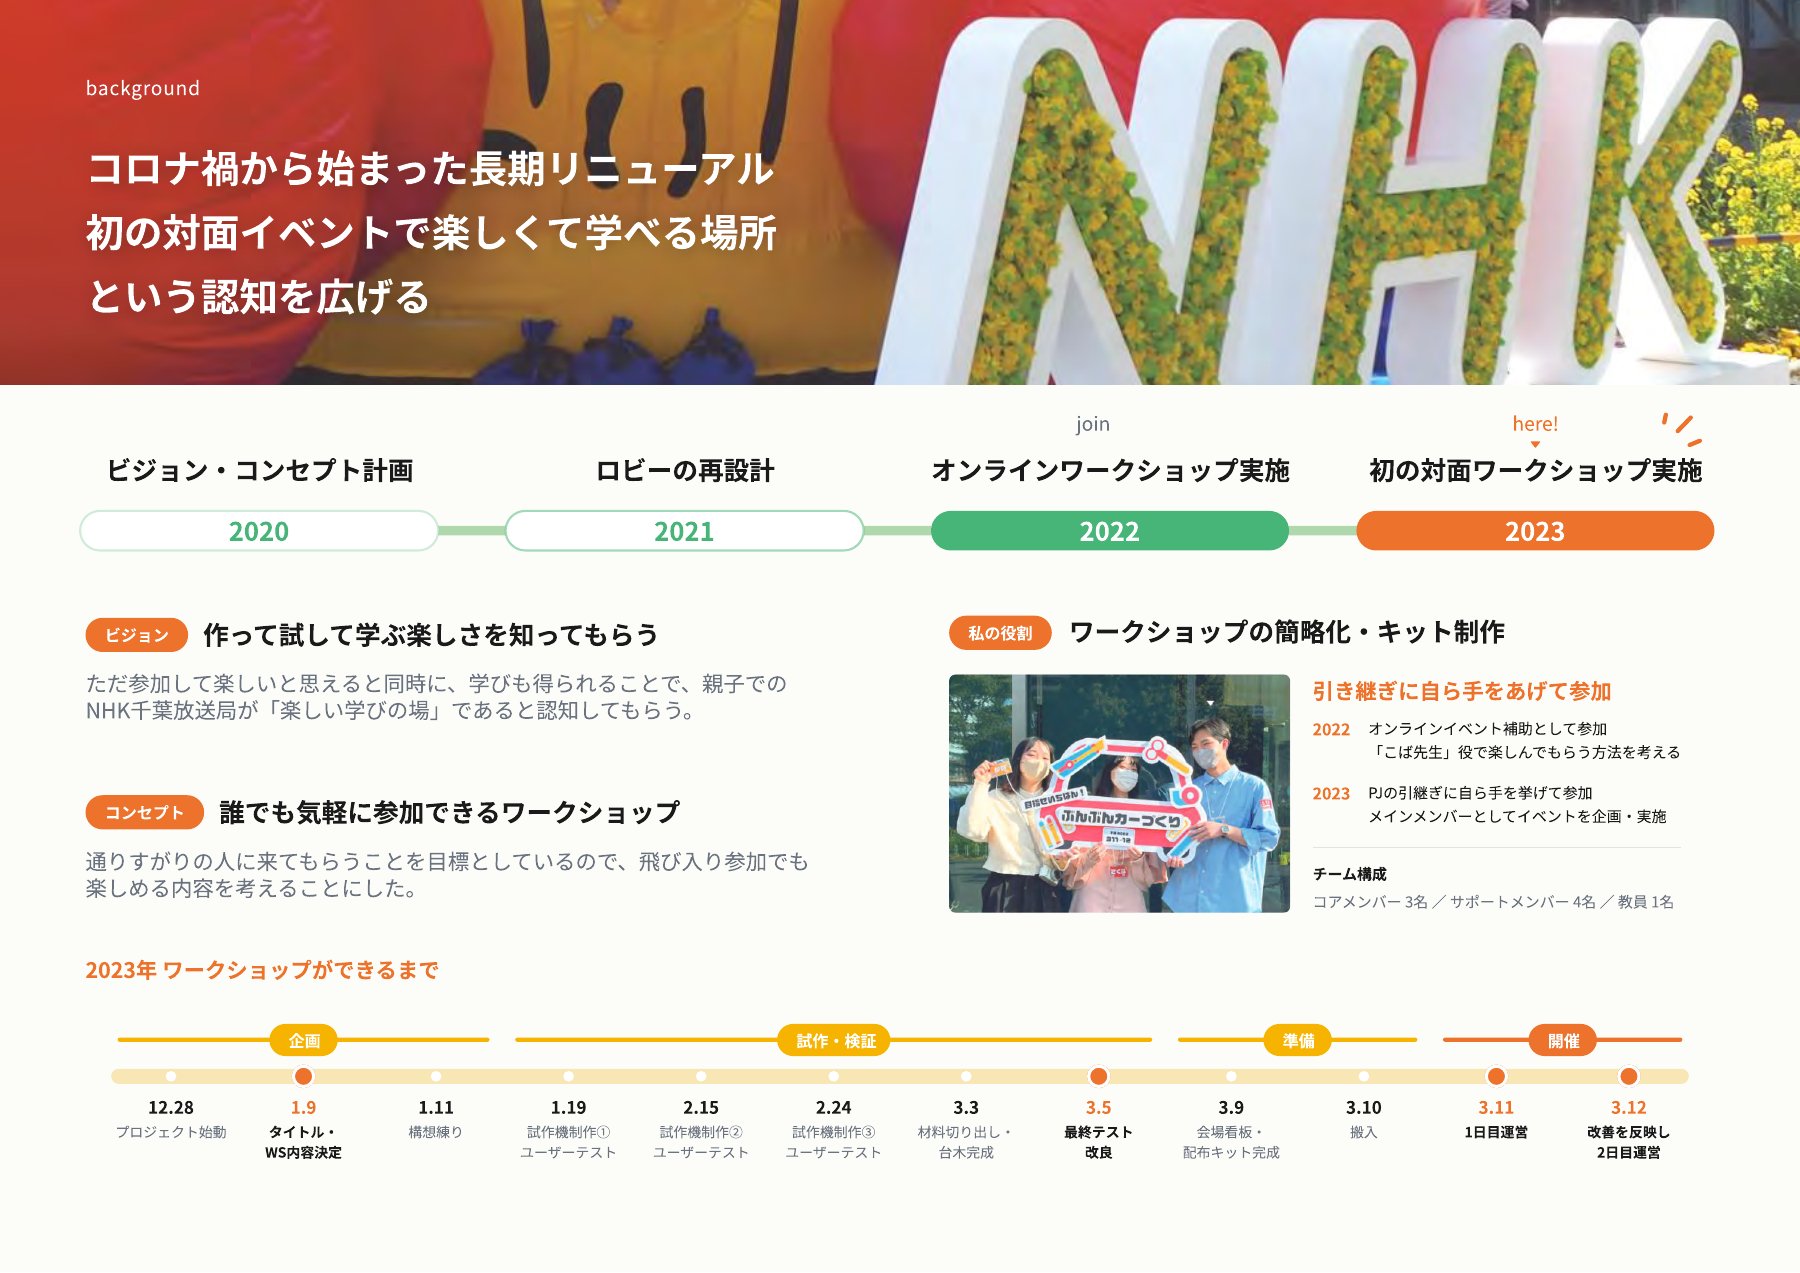 background
コロナ禍から始まった長期リニューアル
初の対面イベントで楽しくて学べる場所
という認知を広げる
NHK
join
here!
ビジョン・コンセプト計画
ロビーの再設計
オンラインワークショップ実施
初の対面ワークショップ実施
2020
2021
2022
2023
ビジョン
作って試して学ぶ楽しさを知ってもらう
ただ参加して楽しいと思えると同時に、学びも得られることで、親子での
NHK千葉放送局が「楽しい学びの場」であると認知してもらう。
コンセプト
誰でも気軽に参加できるワークショップ
通りすがりの人に来てもらうことを目標としているので、飛び入り参加でも
楽しめる内容を考えることにした。
私の役割
ワークショップの簡略化・キット制作
目指せいちばん!
ぶんぶんカーづくり
311-12
引き継ぎに自ら手をあげて参加
2022 オンラインイベント補助として参加
「こば先生」役で楽しんでもらう方法を考える
2023 PJの引継ぎに自ら手を挙げて参加
メインメンバーとしてイベントを企画・実施
チーム構成
コアメンバー 3名 ／ サポートメンバー 4名 ／ 教員 1名
2023年 ワークショップができるまで
企画
試作・検証
準備
開催
12.28
プロジェクト始動
1.9
タイトル・
WS内容決定
1.11
構想練り
1.19
試作機制作①
ユーザーテスト
2.15
試作機制作②
ユーザーテスト
2.24
試作機制作③
ユーザーテスト
3.3
材料切り出し・
台木完成
3.5
最終テスト
改良
3.9
会場看板・
配布キット完成
3.10
搬入
3.11
1日目運営
3.12
改善を反映し
2日目運営